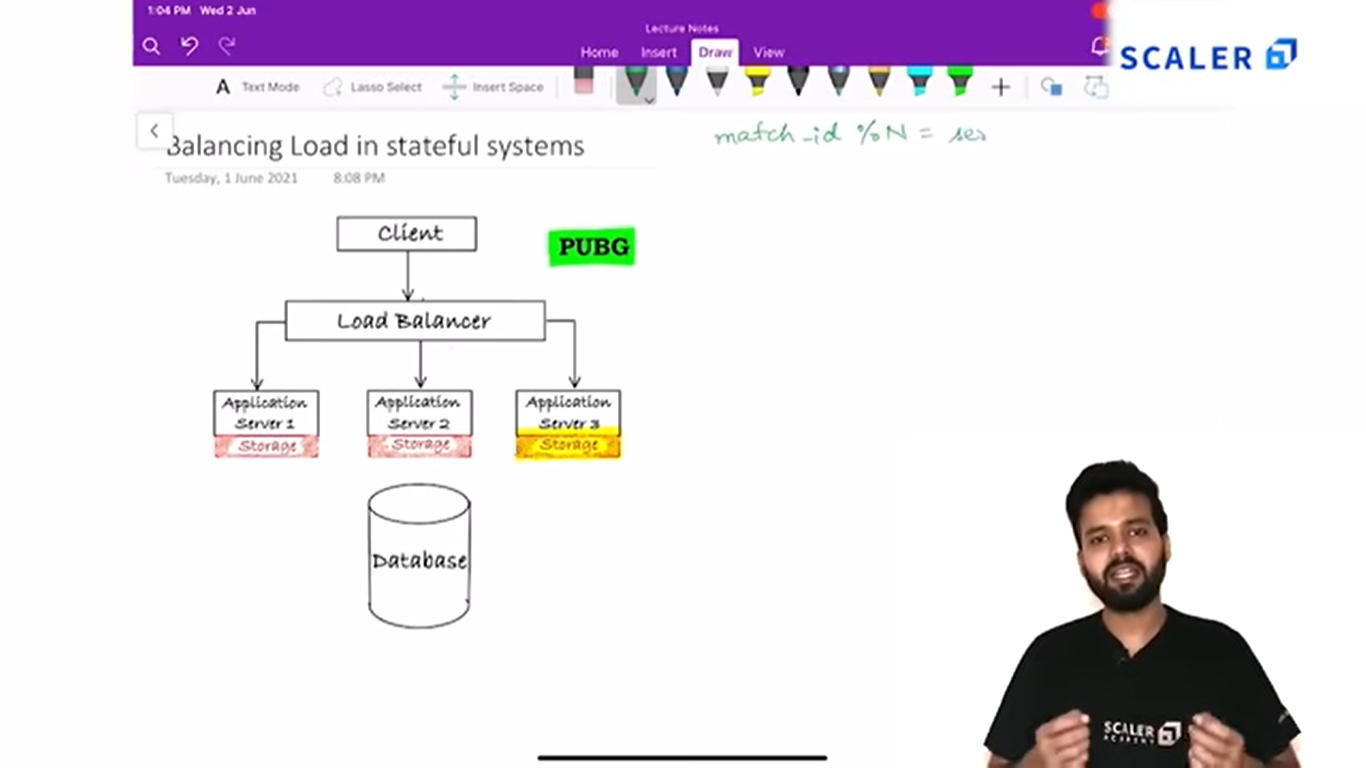 1:04 PM Wed 2 Jun
Lecture Notes
Home Insert Draw View
SCALER
Text Mode Lasso Select Insert Space
Balancing Load in stateful systems
match_id %N = ser
Tuesday, 1 June 2021 8:08 PM
Client
PUBG
Load Balancer
Application Server 1
Storage
Application Server 2
Storage
Application Server 3
Storage
Database
SCALER
ACADEMY